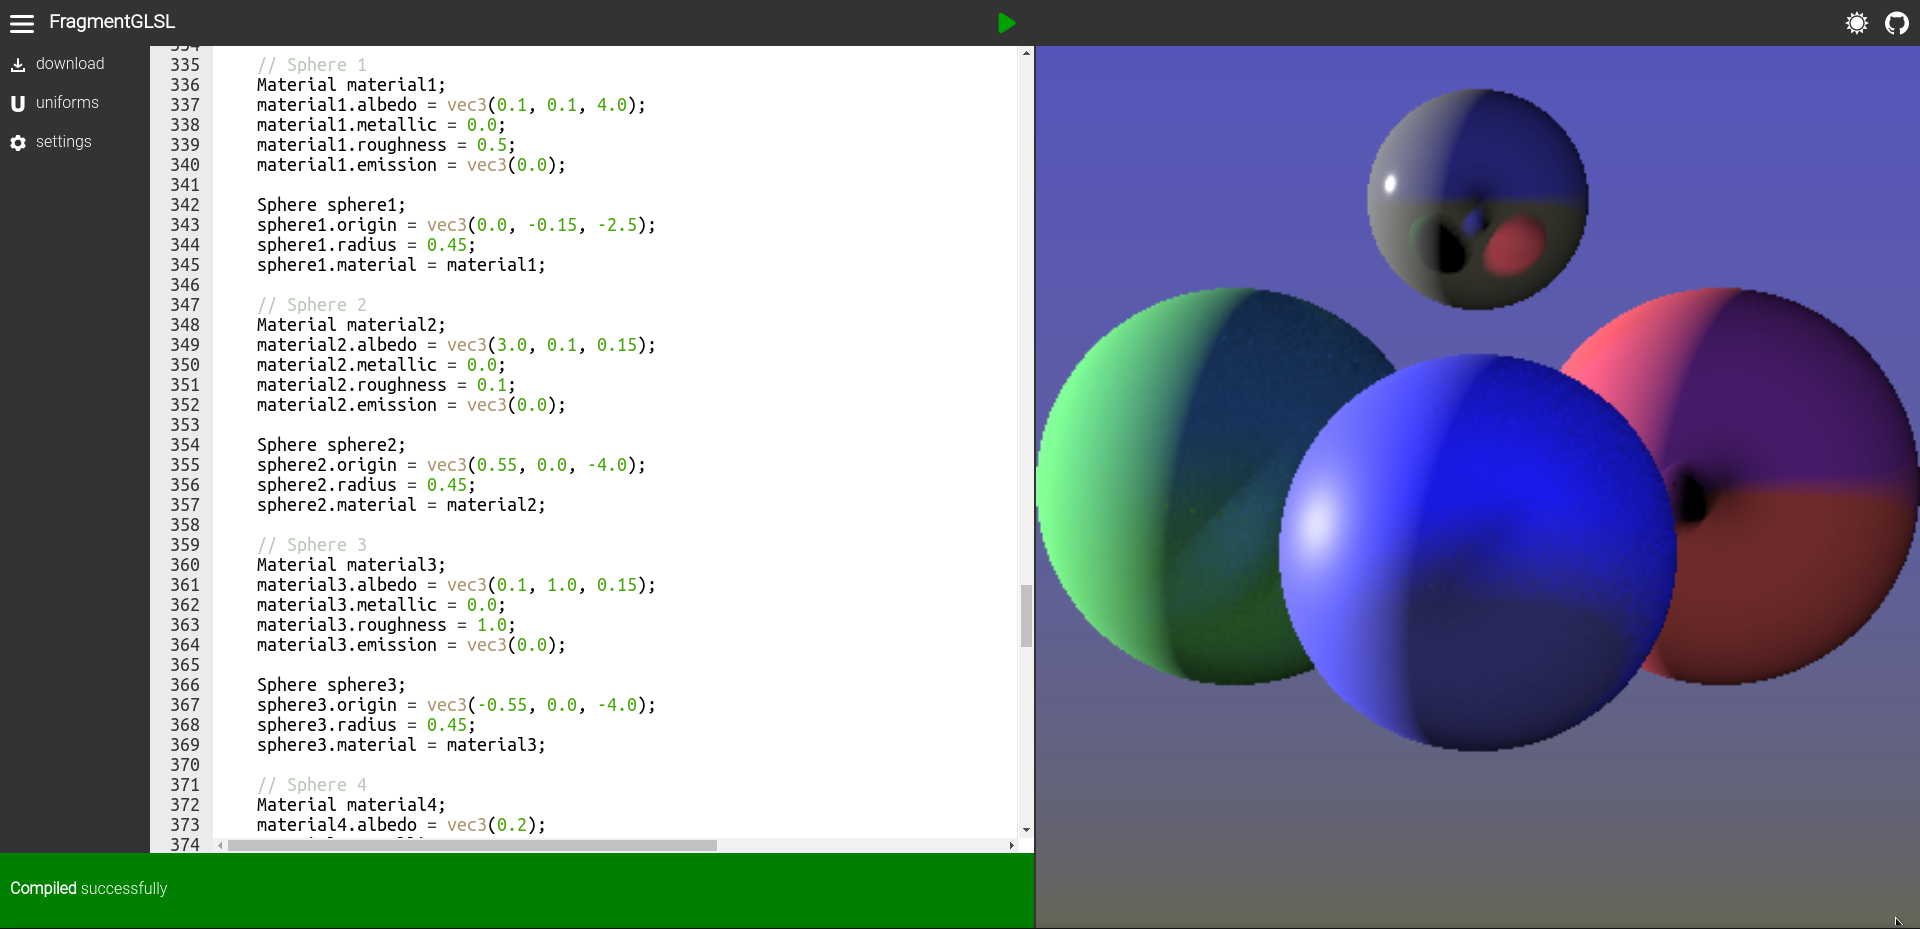 FragmentGLSL
download
uniforms
settings
334
335 // Sphere 1
336 Material material1;
337 material1.albedo = vec3(0.1, 0.1, 4.0);
338 material1.metallic = 0.0;
339 material1.roughness = 0.5;
340 material1.emission = vec3(0.0);
341
342 Sphere sphere1;
343 sphere1.origin = vec3(0.0, -0.15, -2.5);
344 sphere1.radius = 0.45;
345 sphere1.material = material1;
346
347 // Sphere 2
348 Material material2;
349 material2.albedo = vec3(3.0, 0.1, 0.15);
350 material2.metallic = 0.0;
351 material2.roughness = 0.1;
352 material2.emission = vec3(0.0);
353
354 Sphere sphere2;
355 sphere2.origin = vec3(0.55, 0.0, -4.0);
356 sphere2.radius = 0.45;
357 sphere2.material = material2;
358
359 // Sphere 3
360 Material material3;
361 material3.albedo = vec3(0.1, 1.0, 0.15);
362 material3.metallic = 0.0;
363 material3.roughness = 1.0;
364 material3.emission = vec3(0.0);
365
366 Sphere sphere3;
367 sphere3.origin = vec3(-0.55, 0.0, -4.0);
368 sphere3.radius = 0.45;
369 sphere3.material = material3;
370
371 // Sphere 4
372 Material material4;
373 material4.albedo = vec3(0.2);
374
Compiled successfully